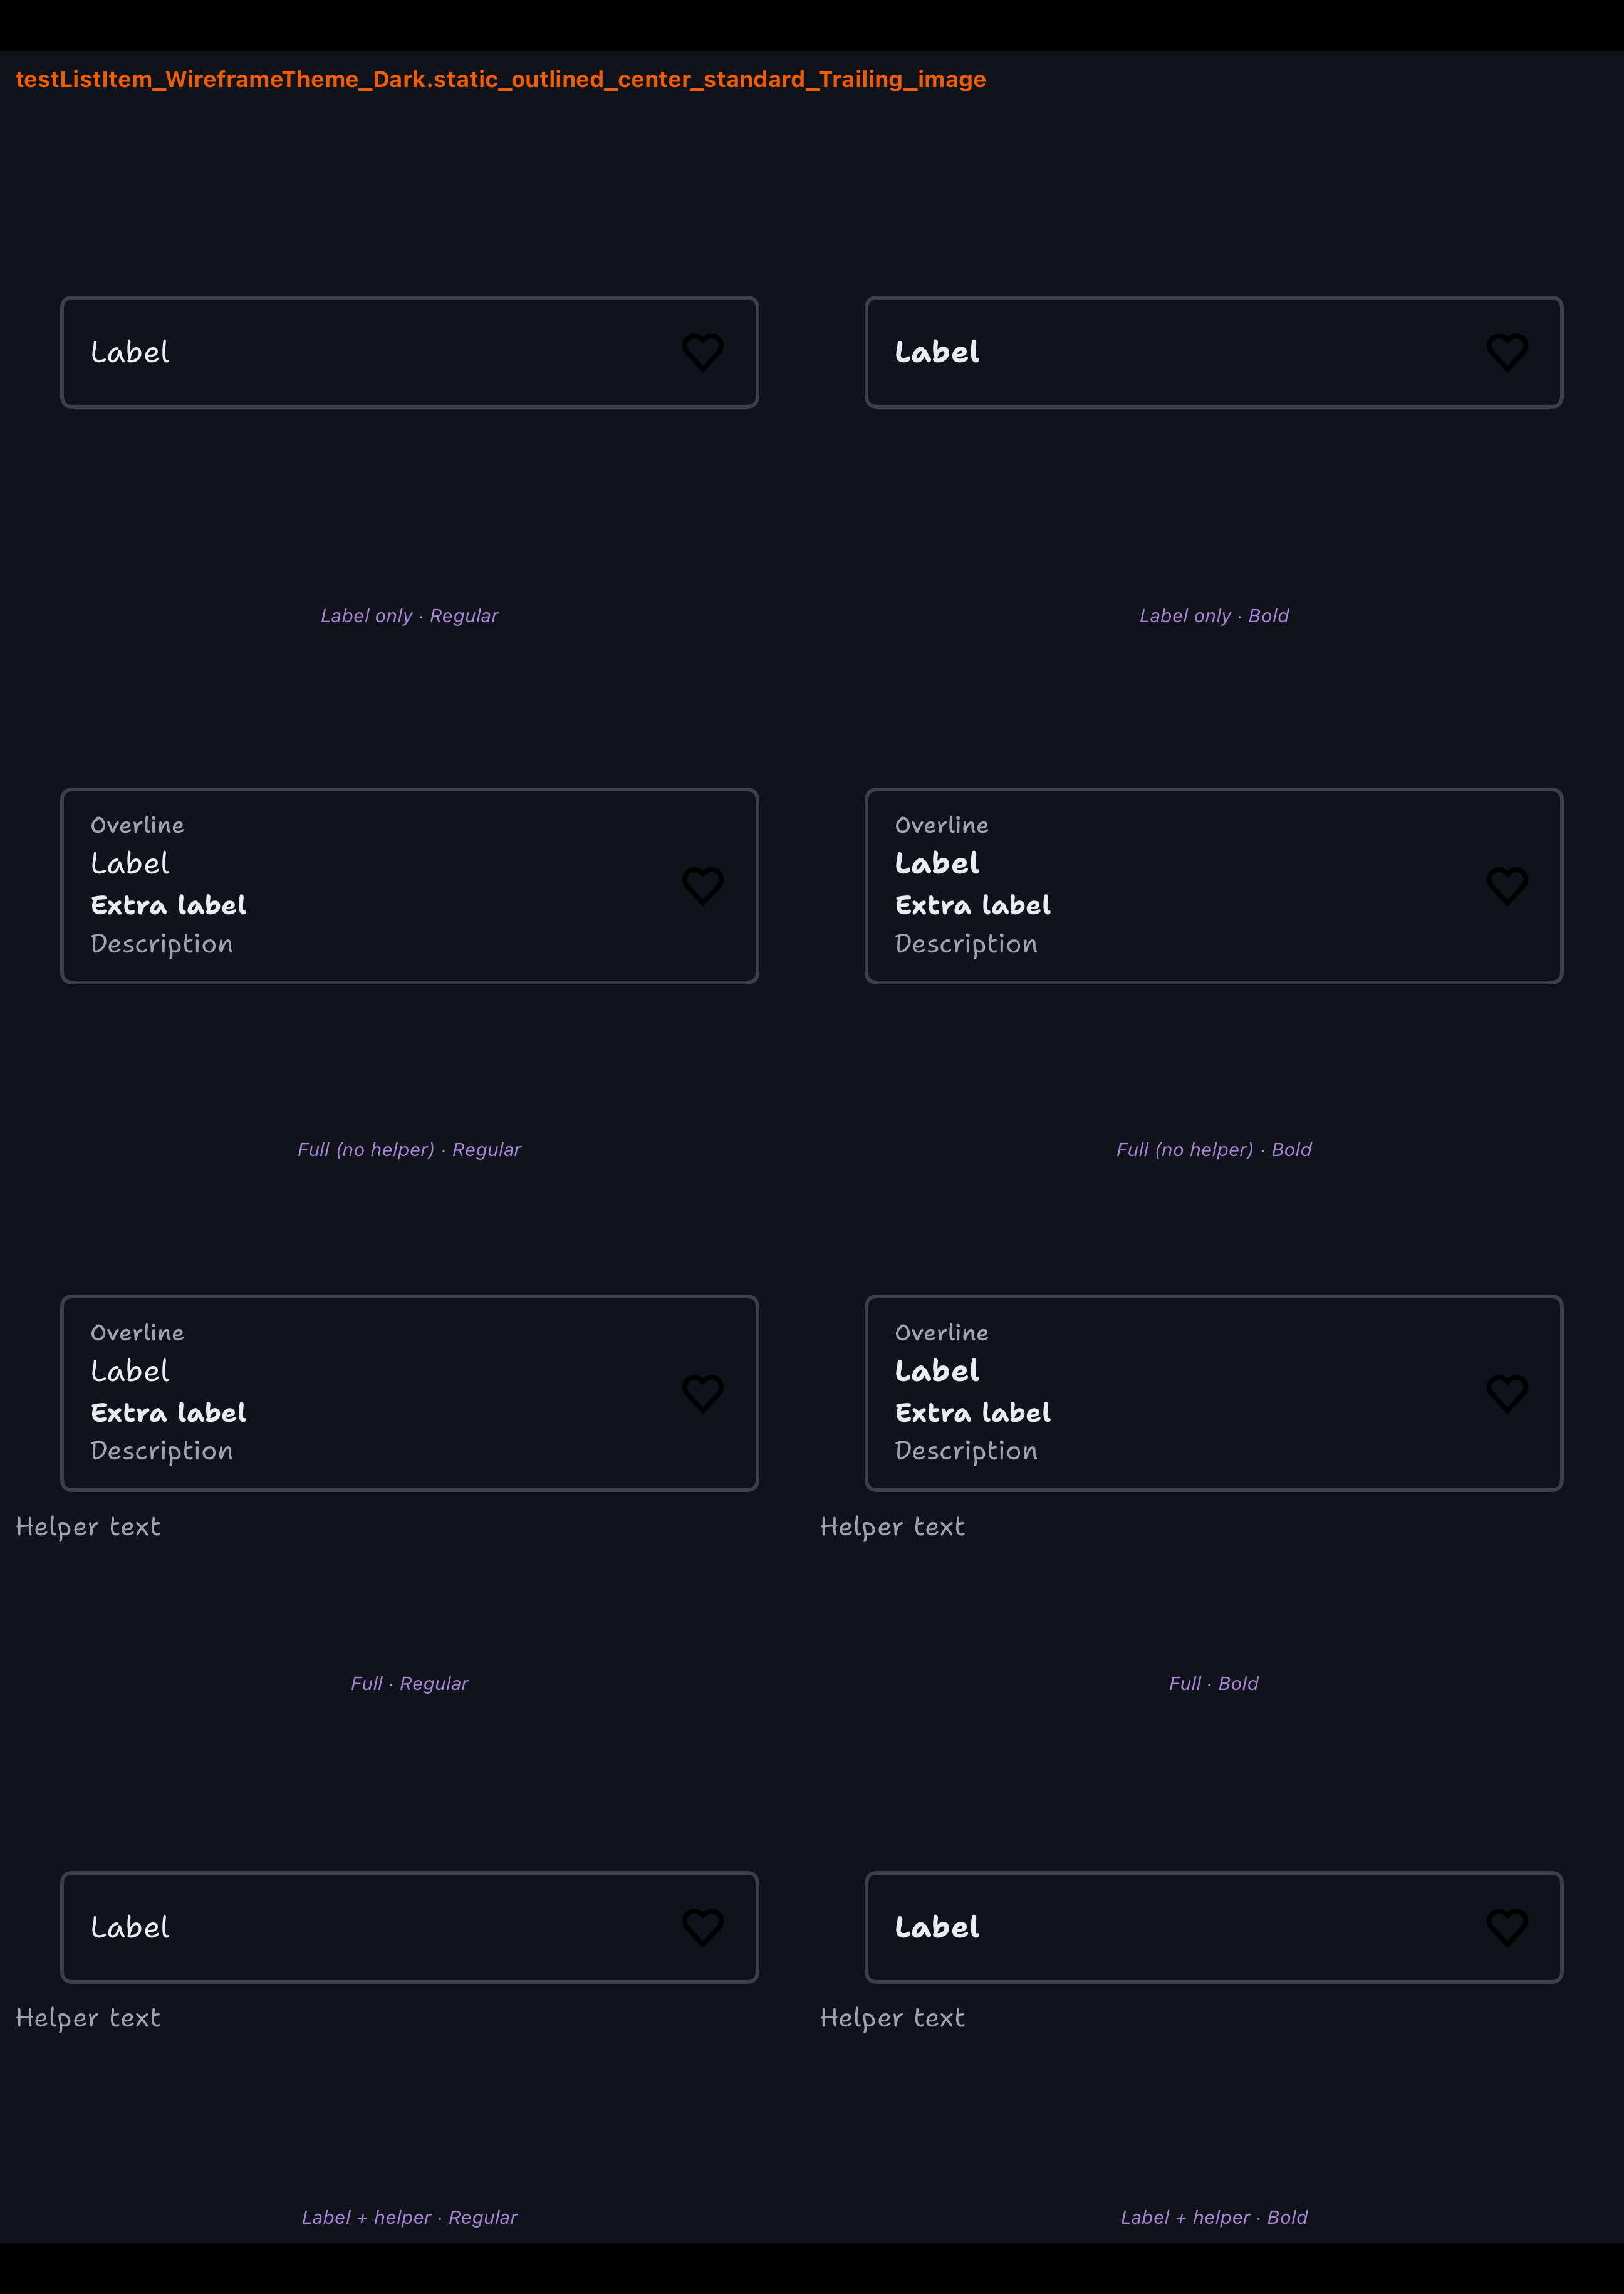 testListItem_WireframeTheme_Dark.static_outlined_center_standard_Trailing_image
Label
Label
Label only · Regular
Label only · Bold
Overline
Label
Extra label
Description
Overline
Label
Extra label
Description
Full (no helper) · Regular
Full (no helper) · Bold
Overline
Label
Extra label
Description
Helper text
Overline
Label
Extra label
Description
Helper text
Full · Regular
Full · Bold
Label
Helper text
Label
Helper text
Label + helper · Regular
Label + helper · Bold